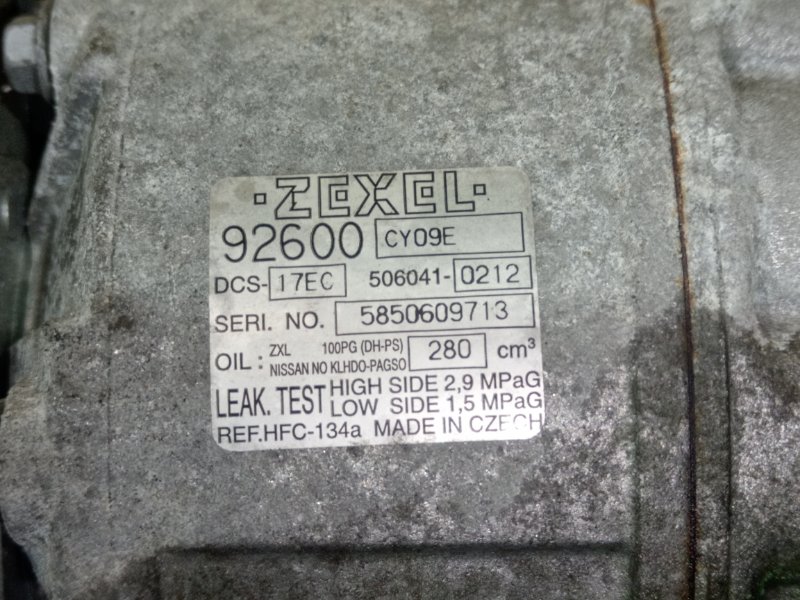 ·ZEXEL·
92600 CY09E
DCS-17EC 506041-0212
SERI. NO. 5850609713
OIL: ZXL 100PG (DH-PS) 280 cm³
NISSAN NO KLHDO-PAGSO
LEAK. TEST HIGH SIDE 2,9 MPaG
LOW SIDE 1,5 MPaG
REF.HFC-134a MADE IN CZECH